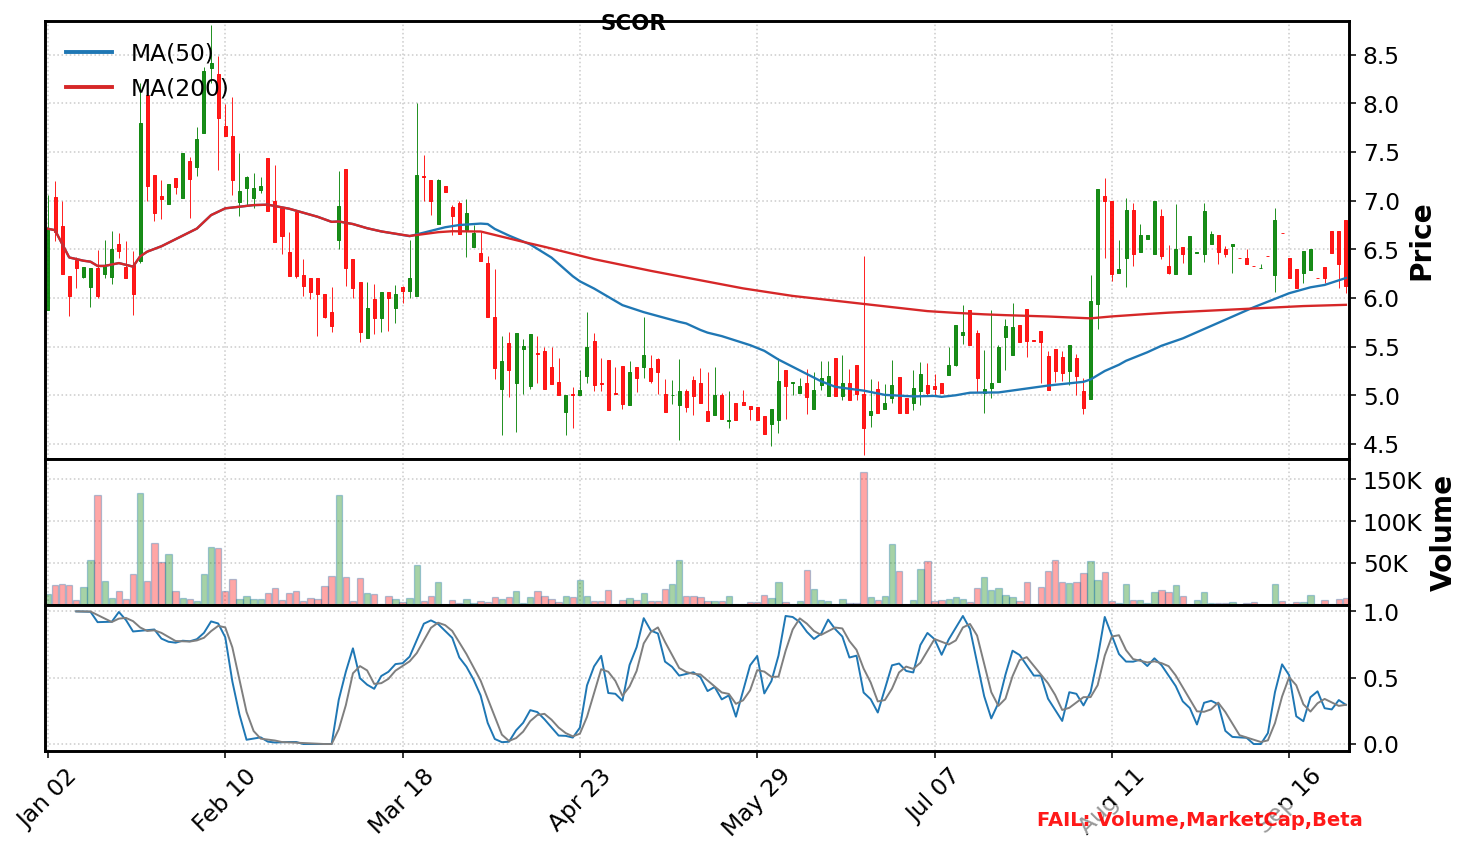 SCOR
MA(50)
MA(200)
8.5
8.0
7.5
7.0
6.5
6.0
5.5
5.0
4.5
Price
150K
100K
50K
Volume
1.0
0.5
0.0
Jan 02
Feb 10
Mar 18
Apr 23
May 29
Jul 07
Aug 11
Sep 16
FAIL: Volume,MarketCap,Beta